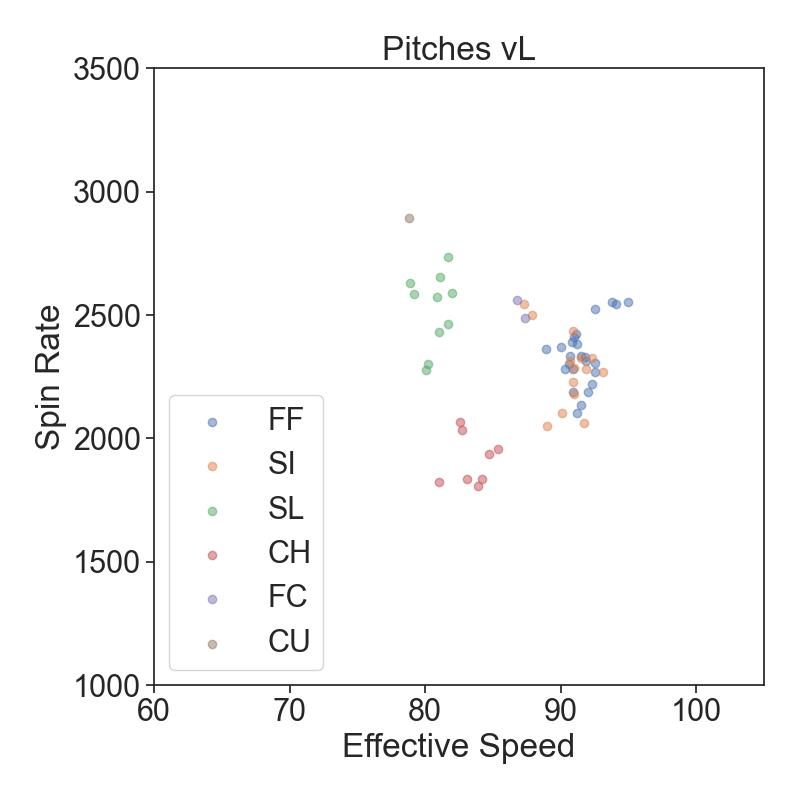 Pitches vL
3500
3000
2500
2000
1500
1000
Spin Rate
FF
SI
SL
CH
FC
CU
60
70
80
90
100
Effective Speed